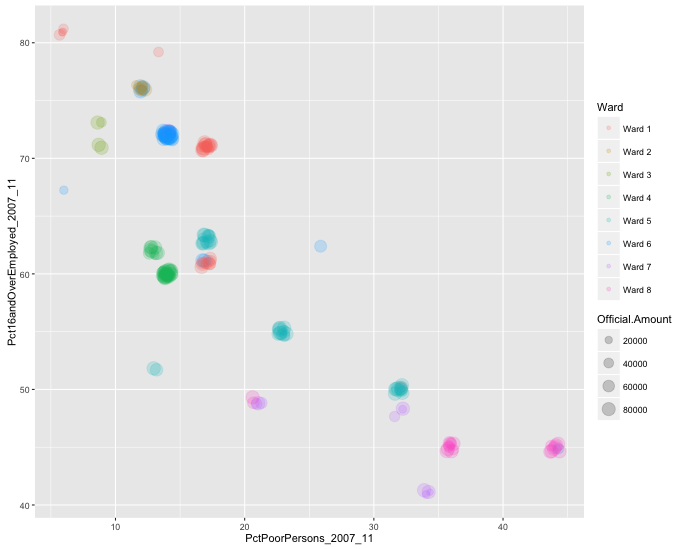 Pct16andOverEmployed_2007_11
80
70
60
50
40
10
20
30
40
PctPoorPersons_2007_11
Ward
Ward 1
Ward 2
Ward 3
Ward 4
Ward 5
Ward 6
Ward 7
Ward 8
Official.Amount
20000
40000
60000
80000